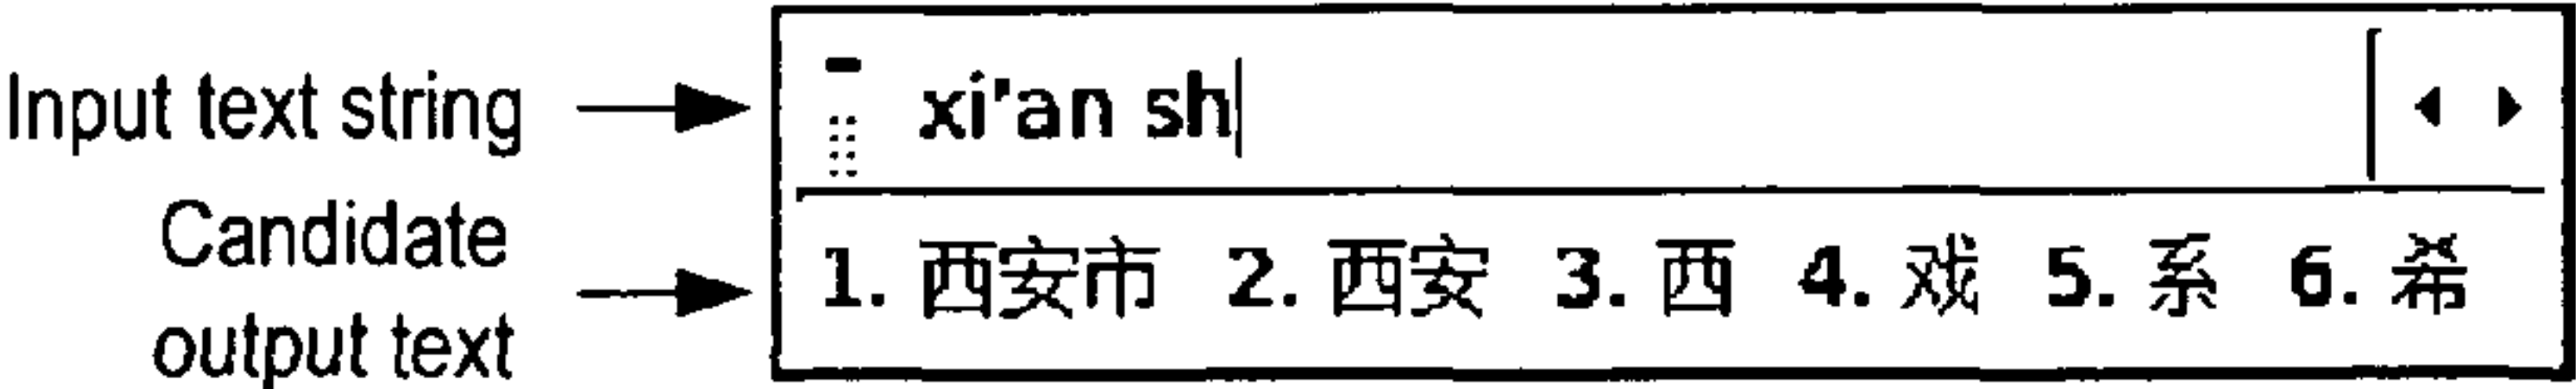 Input text string
xi'an sh
Candidate
output text
1. 西安市 2. 西安 3. 西 4. 戏 5. 系 6. 希